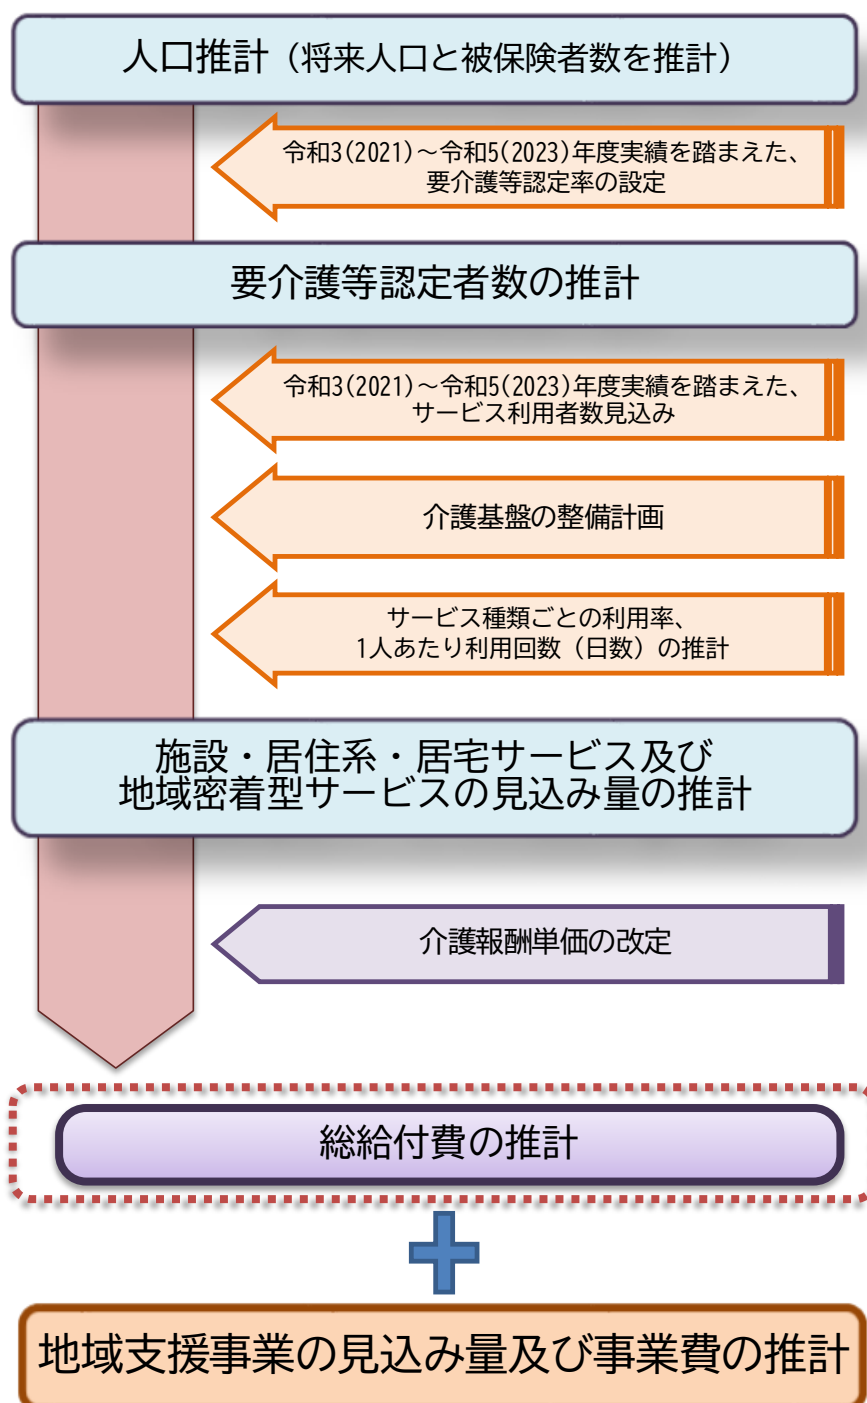 人口推計（将来人口と被保険者数を推計）
令和3(2021)～令和5(2023)年度実績を踏まえた、
要介護等認定率の設定
要介護等認定者数の推計
令和3(2021)～令和5(2023)年度実績を踏まえた、
サービス利用者数見込み
介護基盤の整備計画
サービス種類ごとの利用率、
1人あたり利用回数（日数）の推計
施設・居住系・居宅サービス及び
地域密着型サービスの見込み量の推計
介護報酬単価の改定
総給付費の推計
地域支援事業の見込み量及び事業費の推計